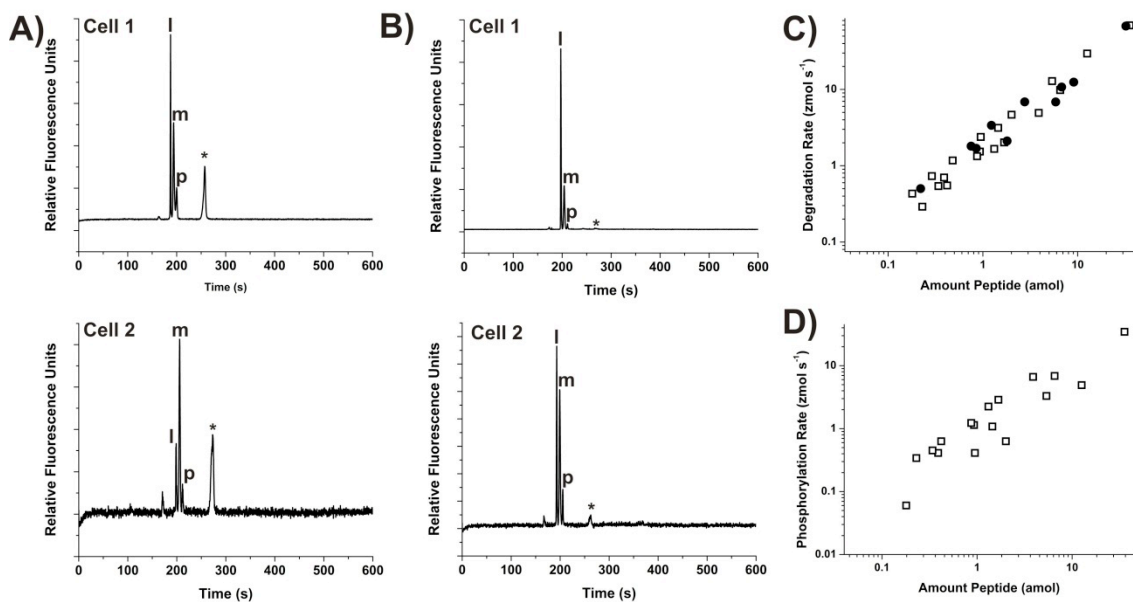 A)
Cell 1
l
m
p
*
Relative Fluorescence Units
0 100 200 300 400 500 600
Time (s)
B)
Cell 1
l
m
p
*
Relative Fluorescence Units
0 100 200 300 400 500 600
Time (s)
C)
Degradation Rate (zmol s⁻¹)
10
1
0.1
0.1 1 10
Amount Peptide (amol)
Cell 2
m
l
p
*
Relative Fluorescence Units
0 100 200 300 400 500 600
Time (s)
Cell 2
l
m
p
*
Relative Fluorescence Units
0 100 200 300 400 500 600
Time (s)
D)
Phosphorylation Rate (zmol s⁻¹)
10
1
0.1
0.01
0.1 1 10
Amount Peptide (amol)